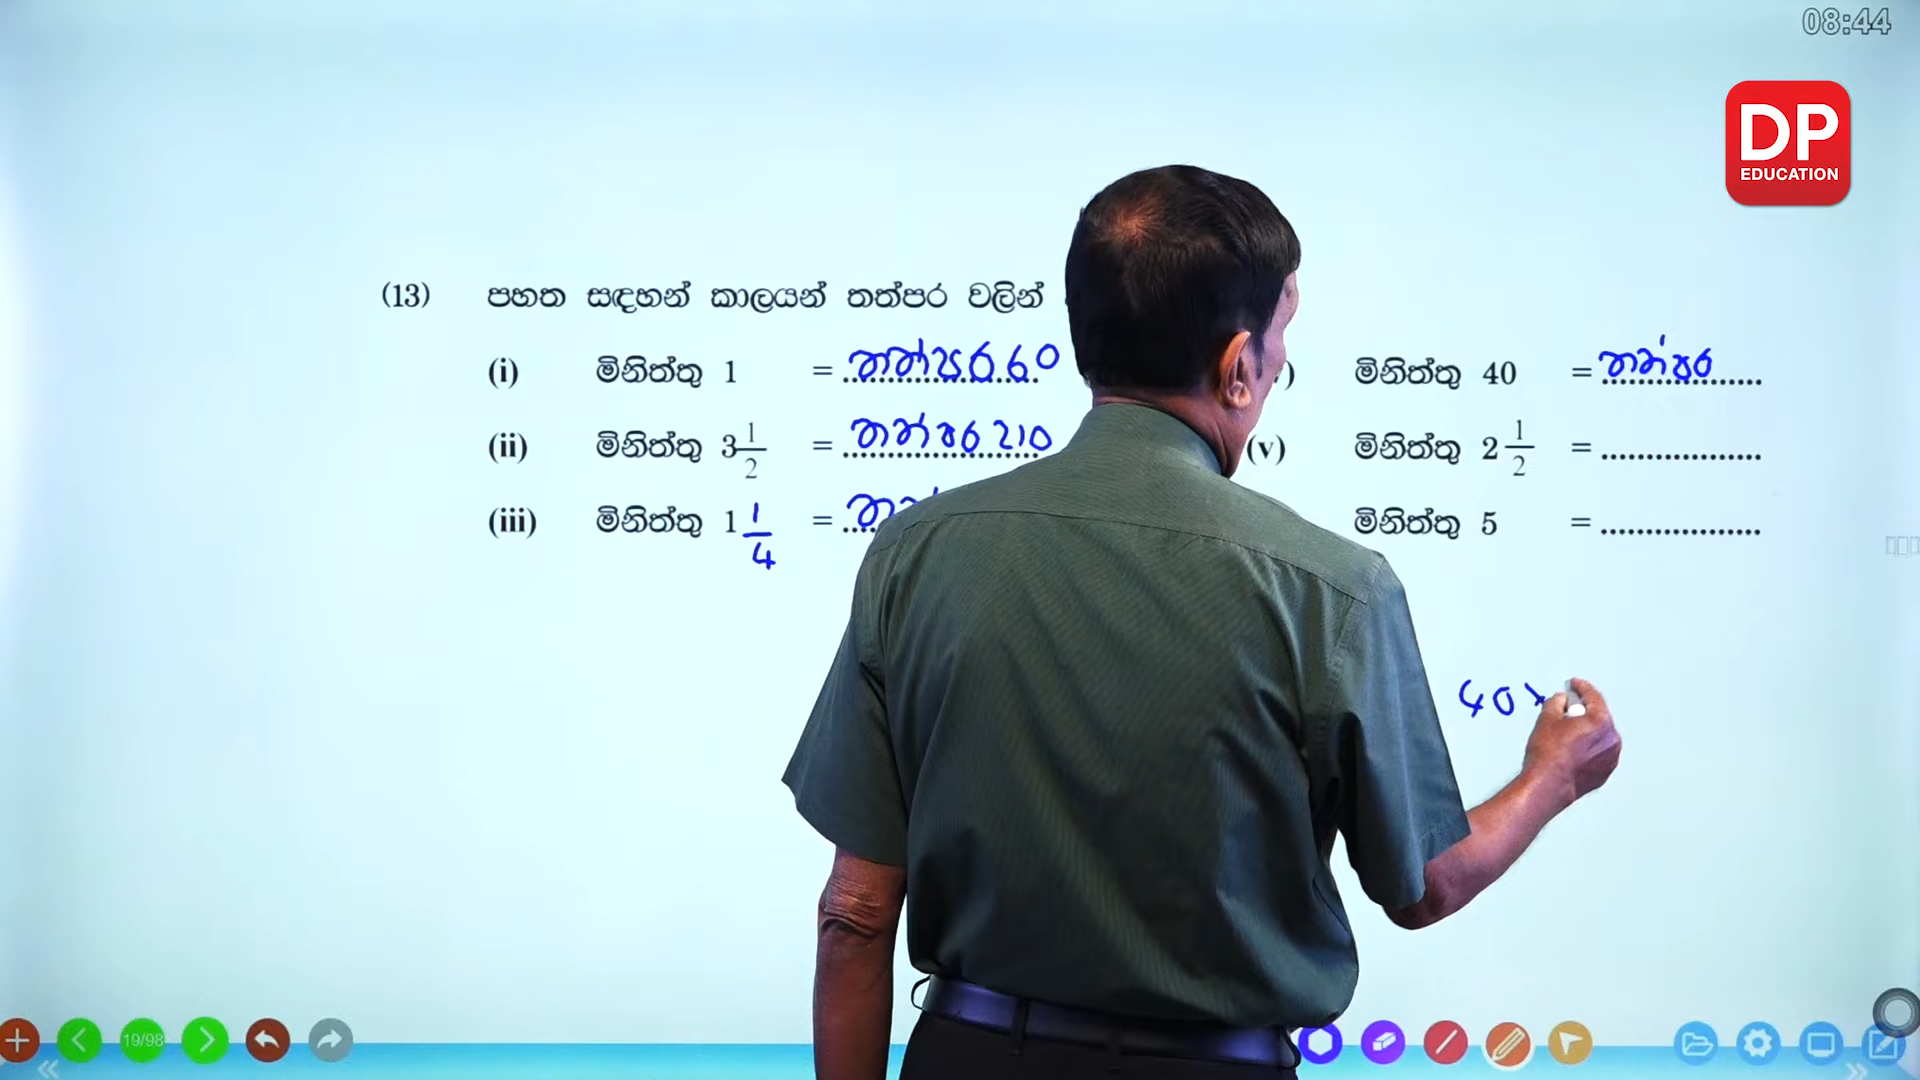 08:44
DP
EDUCATION
(13) පහත සඳහන් කාලයන් තත්පර වලින්
(i) මිනිත්තු 1 = තත්පර 60
(ii) මිනිත්තු 3 1/2 = තත්පර 210
(iii) මිනිත්තු 1 1/4 =
මිනිත්තු 40 = තත්පර
(v) මිනිත්තු 2 1/2 = .................
මිනිත්තු 5 = .................
40 ×
19/98